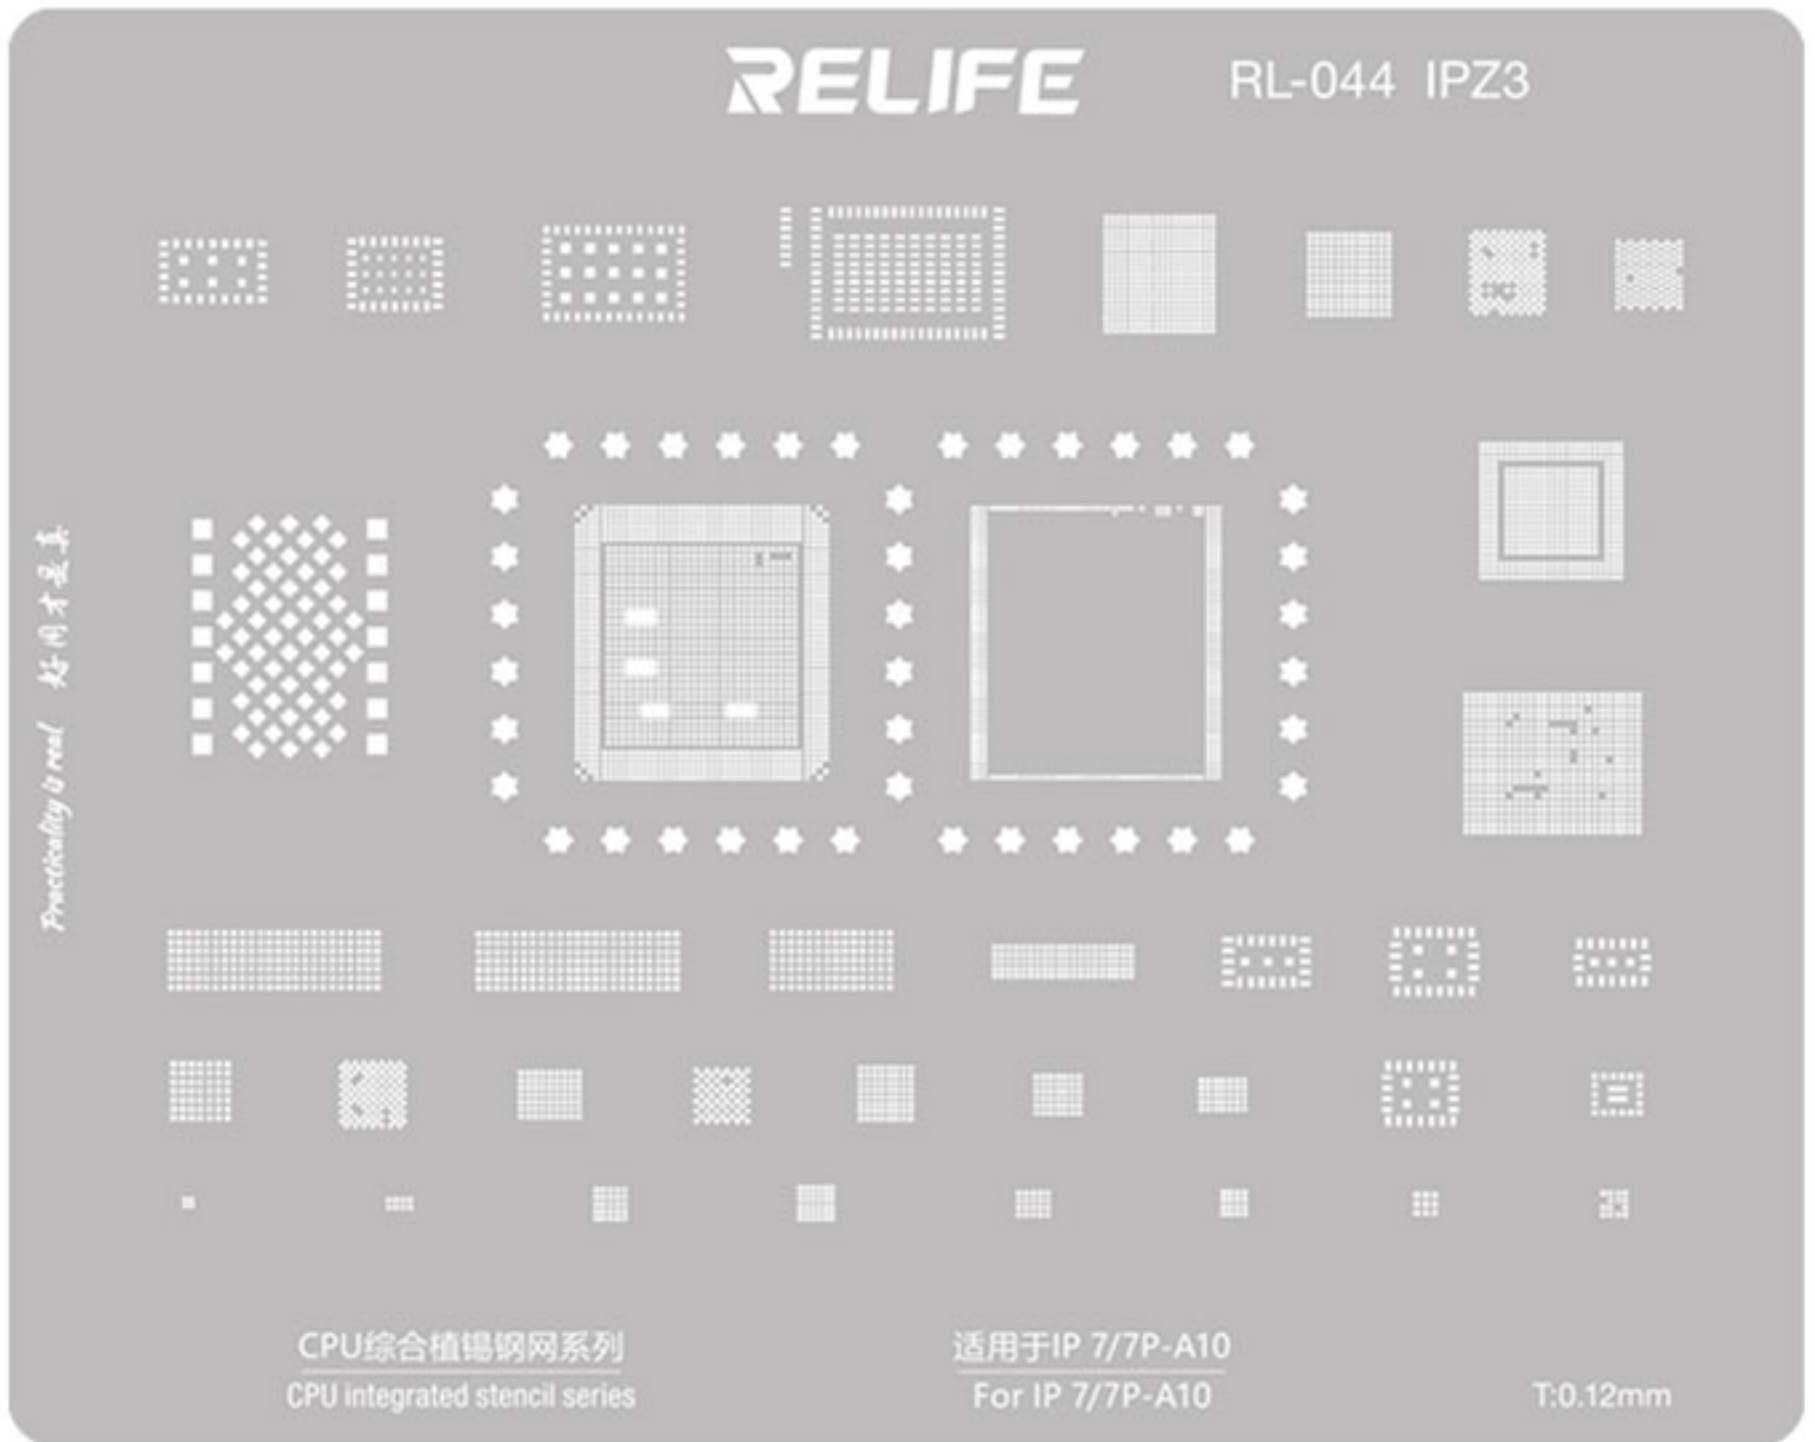 RELIFE
RL-044 IPZ3
Practicality is real 好用才是真
CPU综合植锡钢网系列
CPU integrated stencil series
适用于IP 7/7P-A10
For IP 7/7P-A10
T:0.12mm